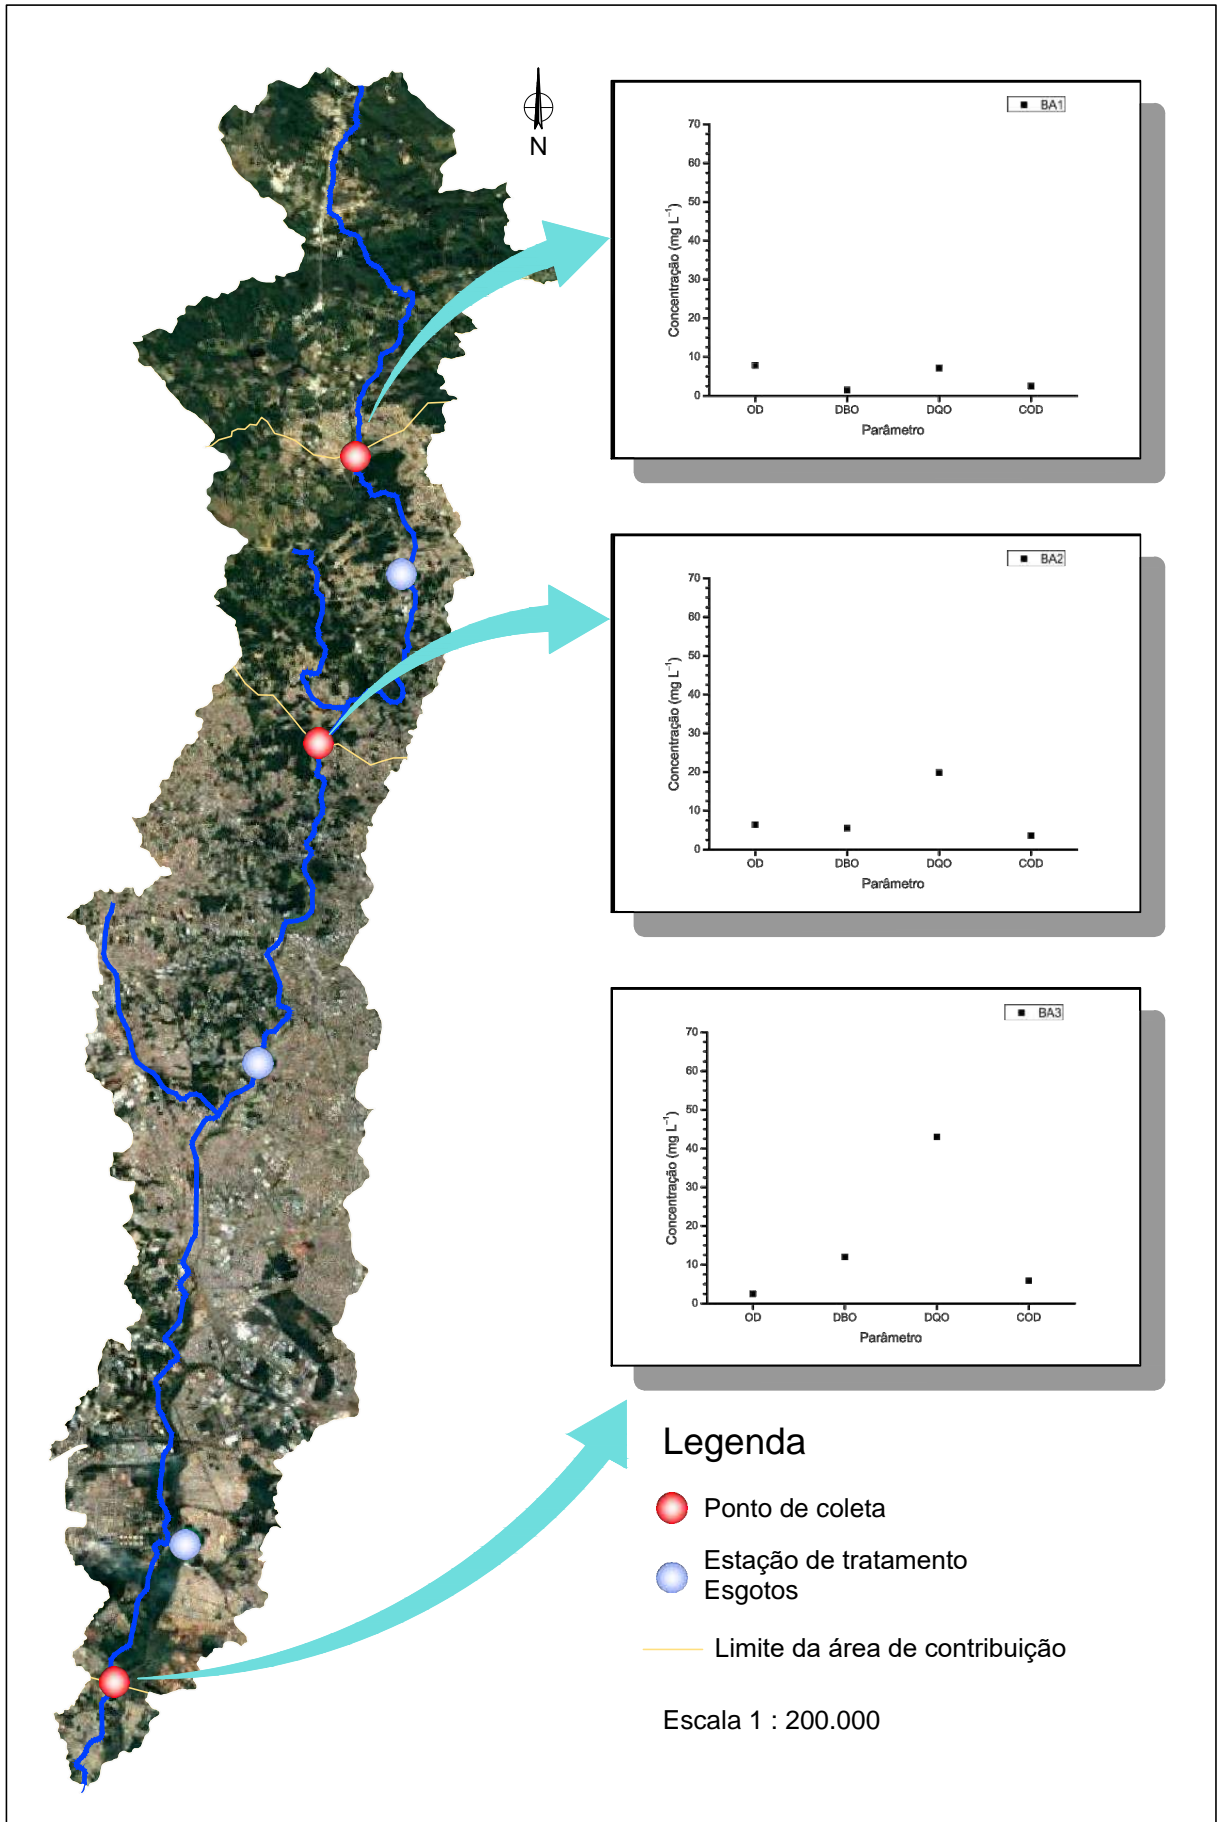 N
BA1
70
60
50
40
30
20
10
0
Concentração (mg L⁻¹)
OD DBO DQO COD
Parâmetro
BA2
70
60
50
40
30
20
10
0
Concentração (mg L⁻¹)
OD DBO DQO COD
Parâmetro
BA3
70
60
50
40
30
20
10
0
Concentração (mg L⁻¹)
OD DBO DQO COD
Parâmetro
Legenda
Ponto de coleta
Estação de tratamento
Esgotos
Limite da área de contribuição
Escala 1 : 200.000